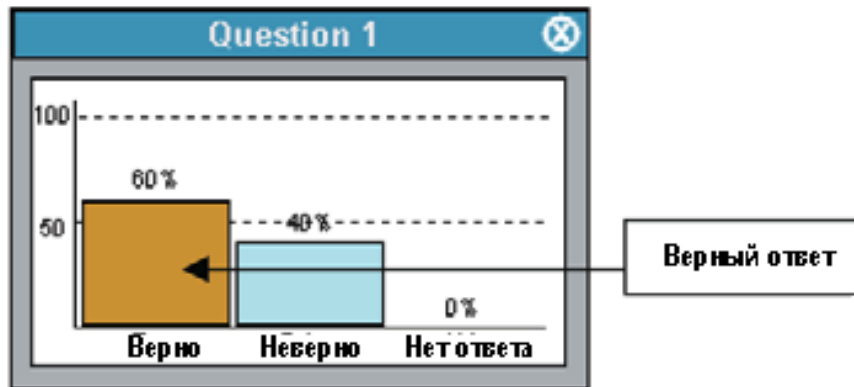 Question 1
100
60%
50
40%
Верный ответ
0%
Верно Неверно Нет ответа